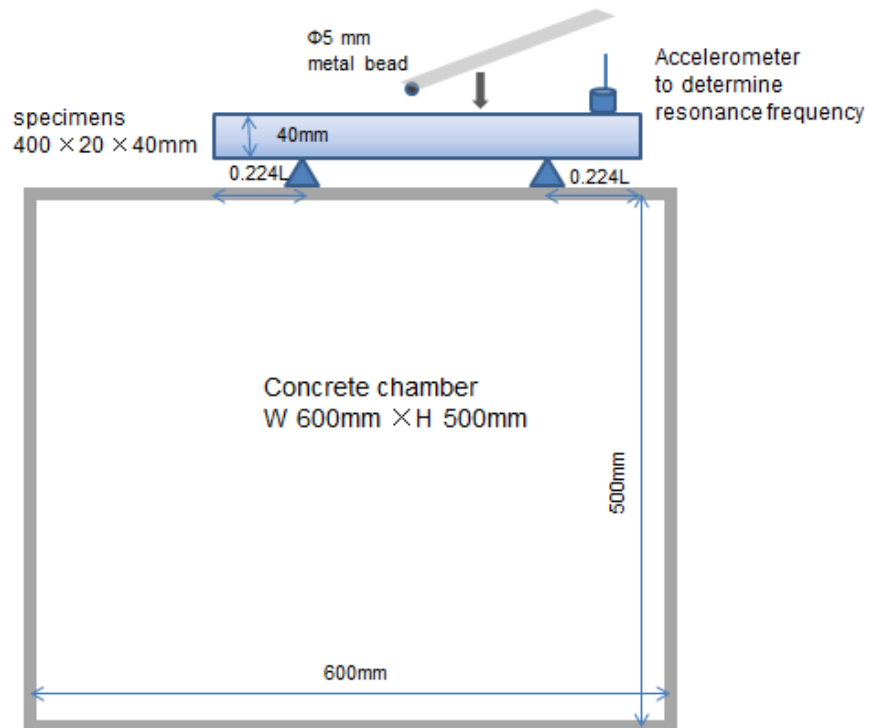 Φ5 mm
metal bead
Accelerometer
to determine
resonance frequency
specimens
400 ×20 ×40mm
40mm
0.224L
0.224L
Concrete chamber
W 600mm ×H 500mm
500mm
600mm